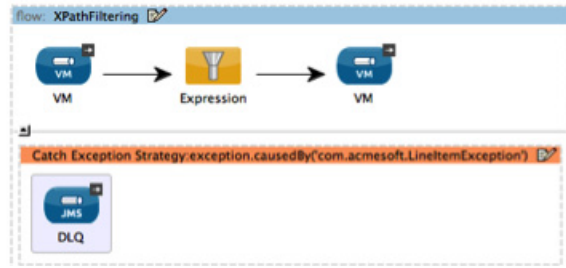 flow: XPathFiltering
VM VM
VM Expression VM
Catch Exception Strategy:exception.causedBy('com.acmesoft.LineItemException')
JMS
DLQ